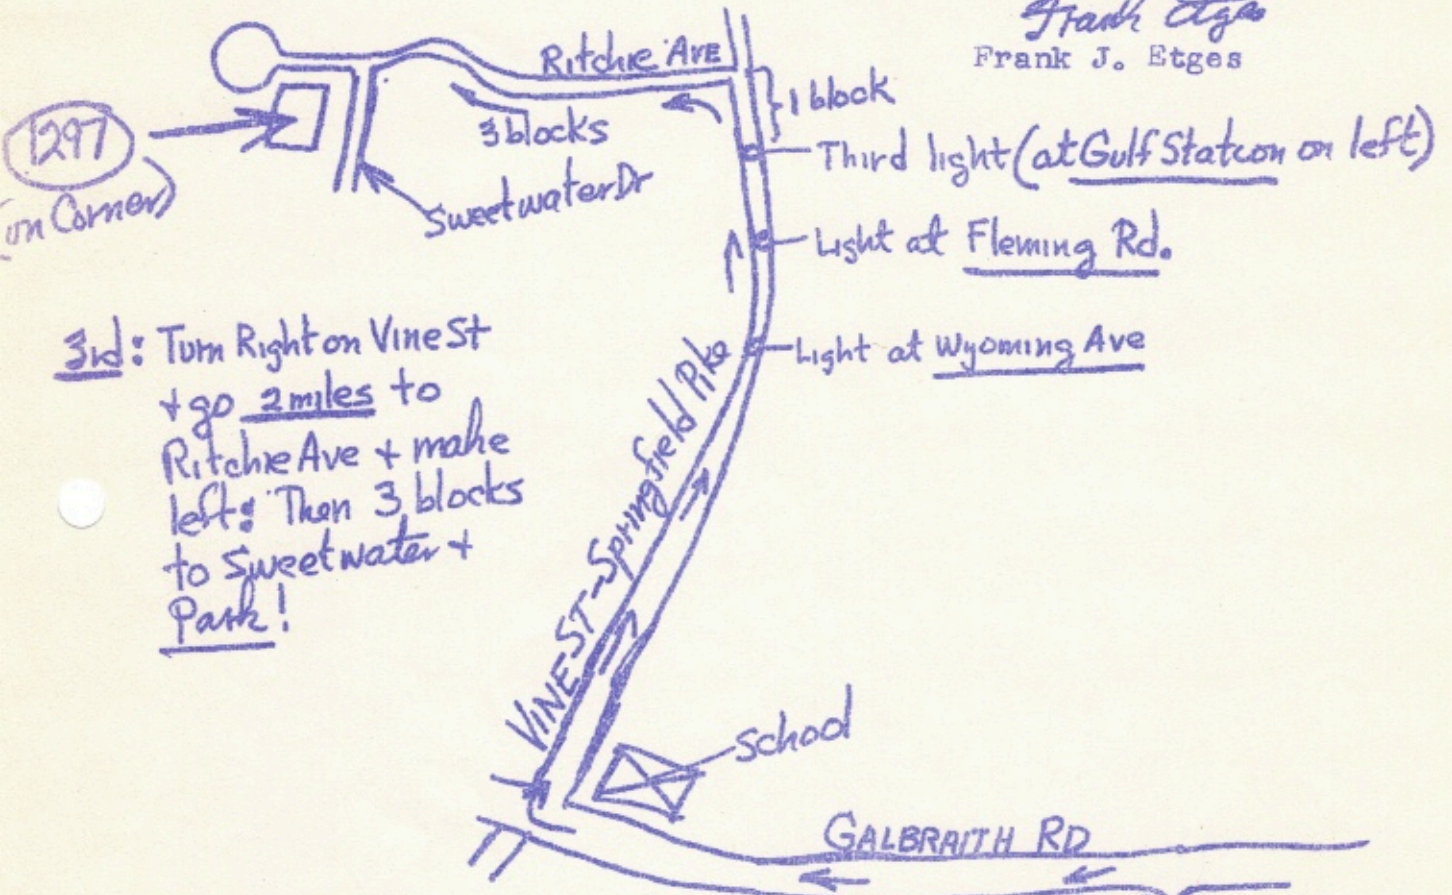 Frank Etges
Frank J. Etges
Ritchie Ave
1 block
1297
(on Corner)
3 blocks
Third light (at Gulf Station on left)
Sweetwater Dr
Light at Fleming Rd.
3rd: Turn Right on Vine St
+ go 2 miles to
Ritchie Ave + make
left: Then 3 blocks
to Sweetwater +
Park!
Light at Wyoming Ave
VINE ST - Springfield Pike
School
GALBRAITH RD